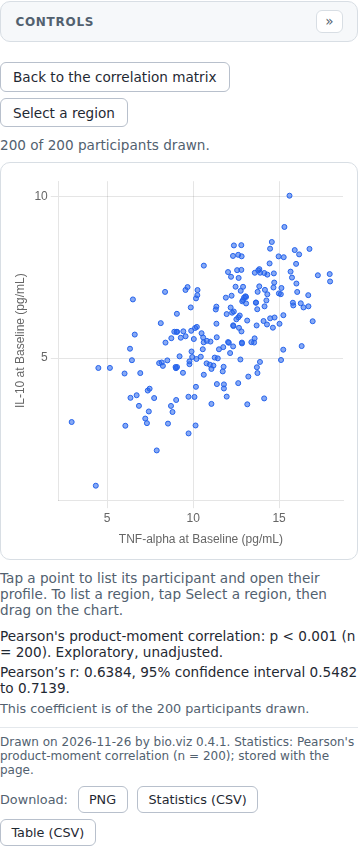 CONTROLS
»
Back to the correlation matrix
Select a region
200 of 200 participants drawn.
10
5
IL-10 at Baseline (pg/mL)
5
10
15
TNF-alpha at Baseline (pg/mL)
Tap a point to list its participant and open their
profile. To list a region, tap Select a region, then
drag on the chart.
Pearson's product-moment correlation: p < 0.001 (n
= 200). Exploratory, unadjusted.
Pearson’s r: 0.6384, 95% confidence interval 0.5482
to 0.7139.
This coefficient is of the 200 participants drawn.
Drawn on 2026-11-26 by bio.viz 0.4.1. Statistics: Pearson's
product-moment correlation (n = 200); stored with the
page.
Download:
PNG
Statistics (CSV)
Table (CSV)